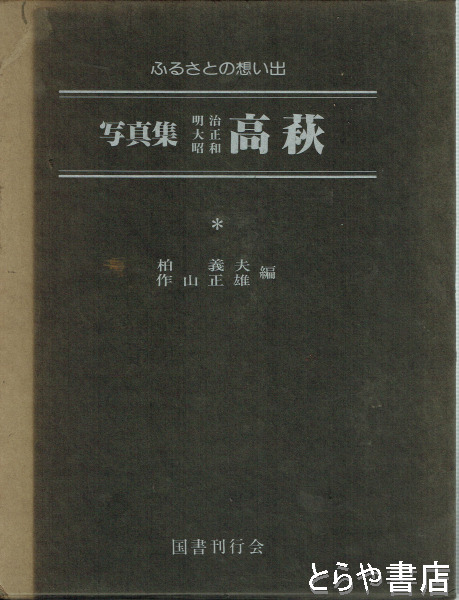 ふるさとの想い出
写真集 明治大正昭和 高萩
*
柏義夫
作山正雄 編
国書刊行会
とらや書店